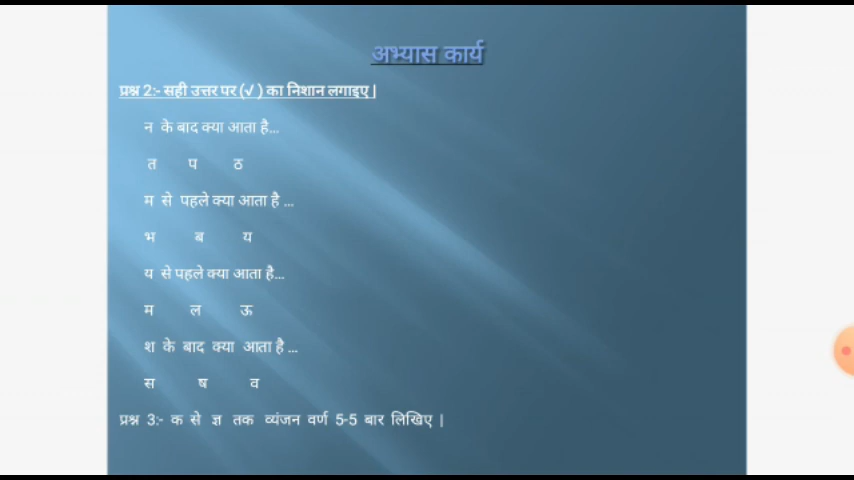 अभ्यास कार्य
प्रश्न 2:- सही उत्तर पर (✓) का निशान लगाइए |
न के बाद क्या आता है...
त प ठ
म से पहले क्या आता है ...
भ ब य
य से पहले क्या आता है...
म ल ऊ
श के बाद क्या आता है ...
स ष व
प्रश्न 3:- क से ज्ञ तक व्यंजन वर्ण 5-5 बार लिखिए |